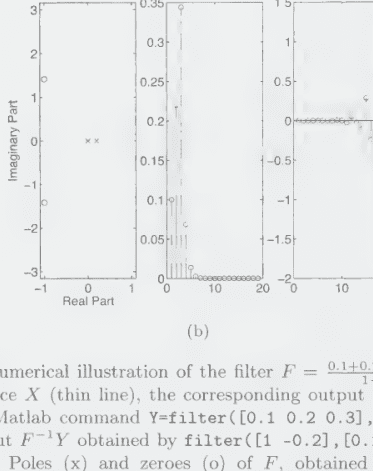 3
2
1
0
-1
-2
-3
Imaginary Part
-1 0 1
Real Part
0.35
0.3
0.25
0.2
0.15
0.1
0.05
0
0 10 20
1 5
0.5
0
-0.5
-1
-1.5
-2
0 10
(b)
umerical illustration of the filter F =
ce X (thin line), the corresponding output
Matlab command Y=filter([0.1 0.2 0.3],
ut F⁻¹Y obtained by filter([1 -0.2],[0.
Poles (x) and zeroes (o) of F, obtained